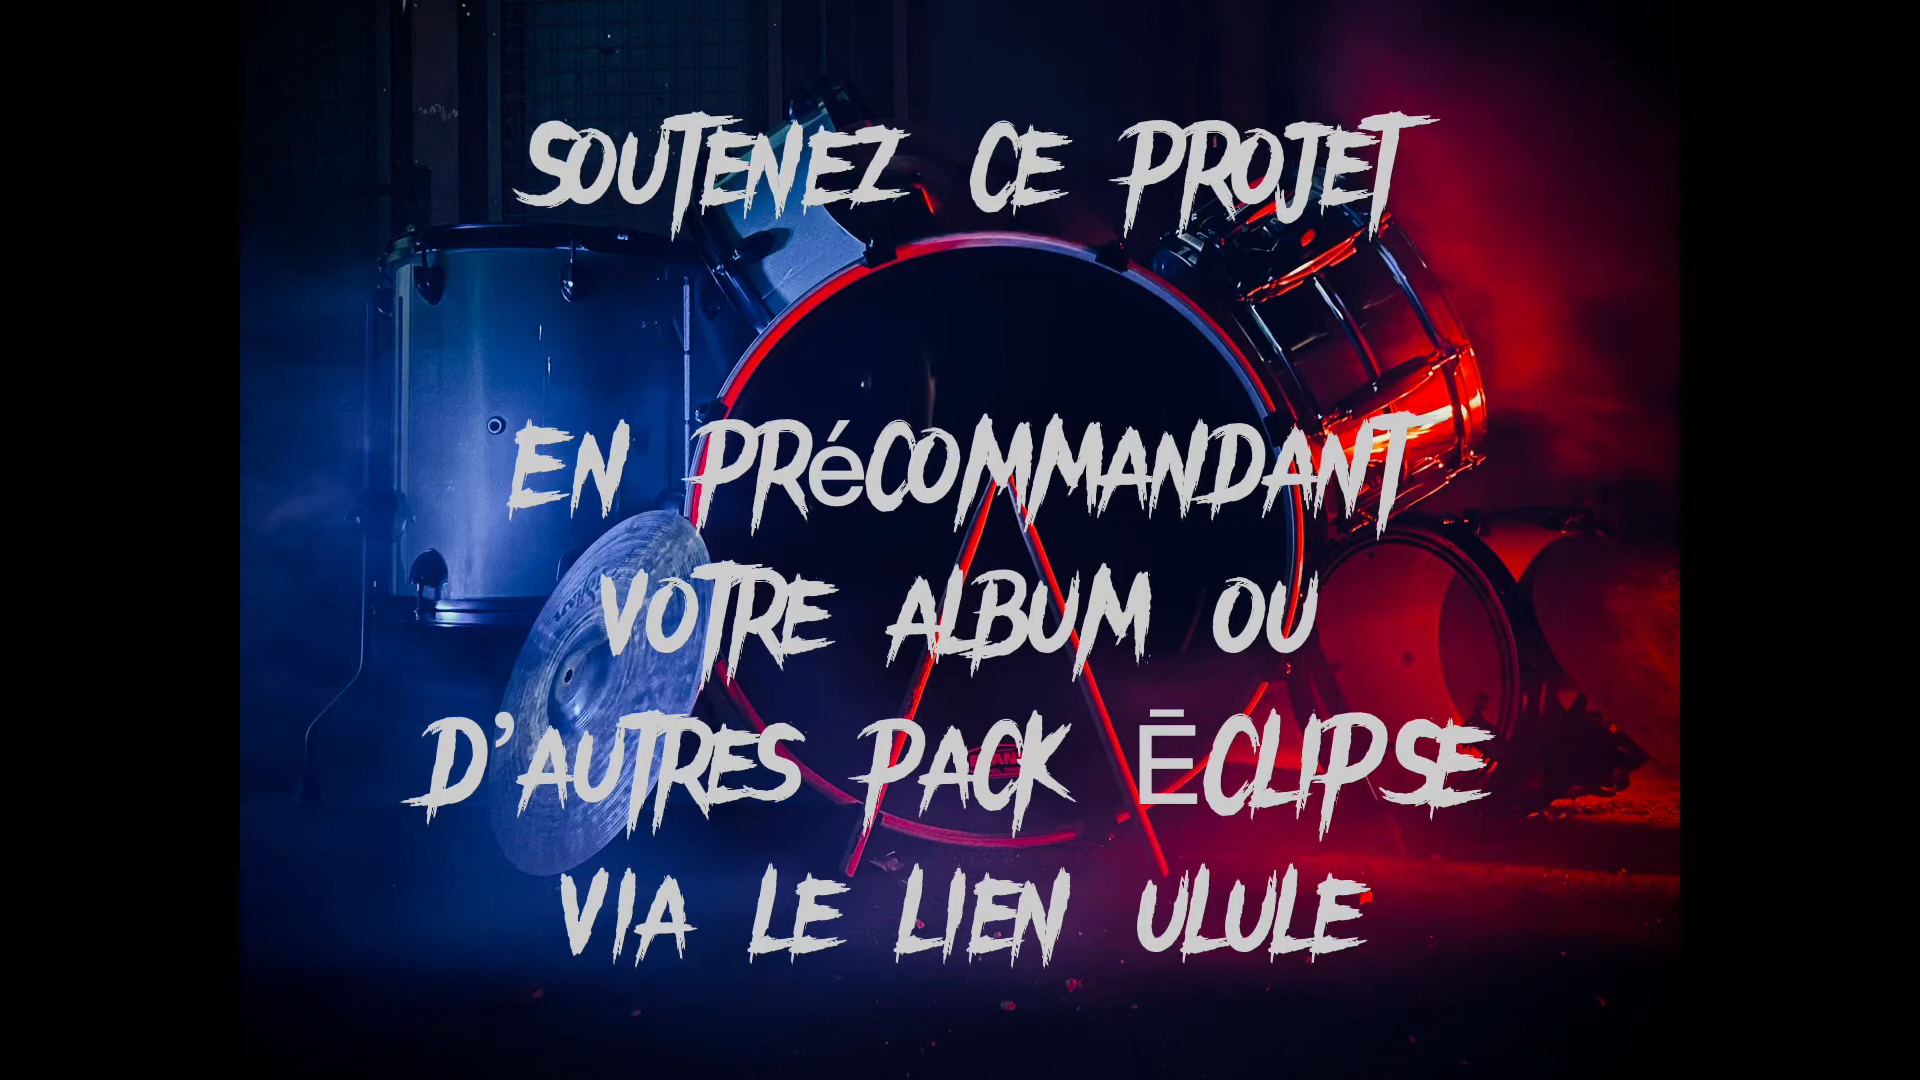 SOUTENEZ CE PROJET
EN PRéCOMMANDANT
VOTRE ALBUM OU
D'AUTRES PACK ĒCLIPSE
VIA LE LIEN ULULE